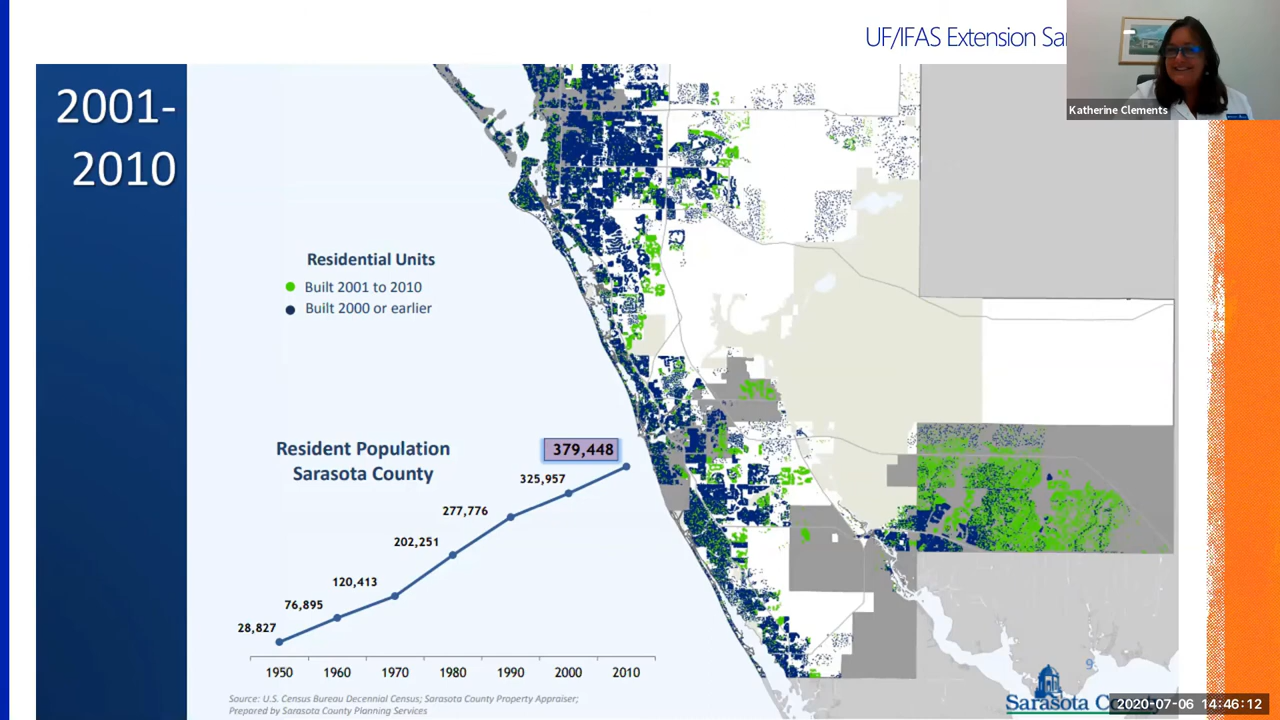 UF/IFAS Extension
Katherine Clements
2001-
2010
Residential Units
Built 2001 to 2010
Built 2000 or earlier
Resident Population
Sarasota County
379,448
325,957
277,776
202,251
120,413
76,895
28,827
1950 1960 1970 1980 1990 2000 2010
Source: U.S. Census Bureau Decennial Census; Sarasota County Property Appraiser;
Prepared by Sarasota County Planning Services
9
Sarasota
2020-07-06 14:46:12